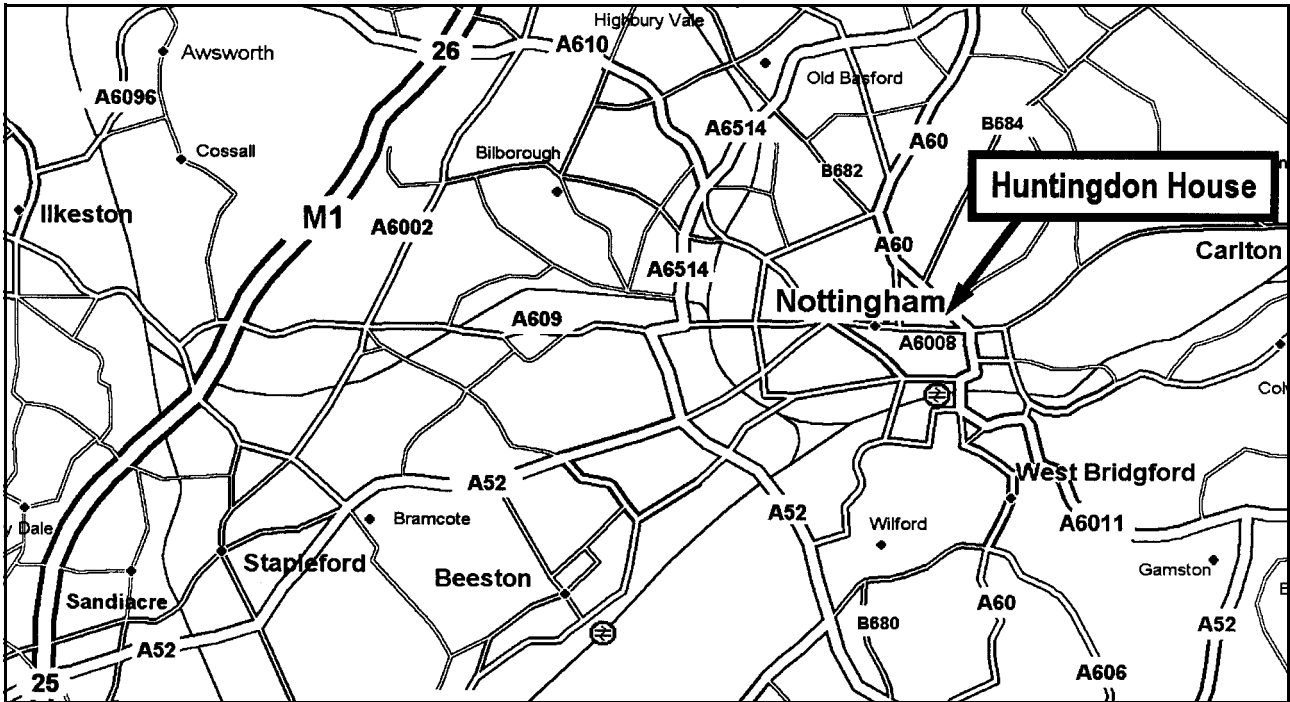 Highbury Vale
26
A610
Awsworth
Old Basford
A6096
A6514
B684
A60
Cossall
Bilborough
B682
Huntingdon House
Ilkeston
M1
A6002
A60
Carlton
A6514
Nottingham
A609
A6008
West Bridgford
A52
A52
Bramcote
Wilford
A6011
y Dale
Stapleford
Beeston
Gamston
Sandiacre
A60
B680
A52
A52
A606
25